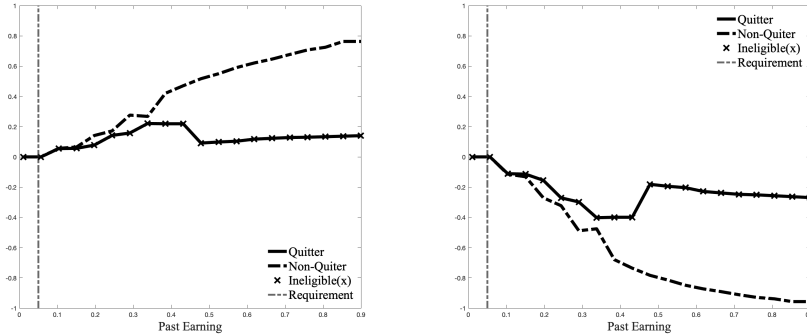 1
0.8
0.6
0.4
0.2
0
-0.2
-0.4
-0.6
-0.8
-1
0 0.1 0.2 0.3 0.4 0.5 0.6 0.7 0.8 0.9
Past Earning
Quitter
Non-Quiter
Ineligible(x)
Requirement
1
0.8
0.6
0.4
0.2
0
-0.2
-0.4
-0.6
-0.8
-1
0 0.1 0.2 0.3 0.4 0.5 0.6 0.7 0.8 0.9
Past Earning
Quitter
Non-Quiter
Ineligible(x)
Requirement